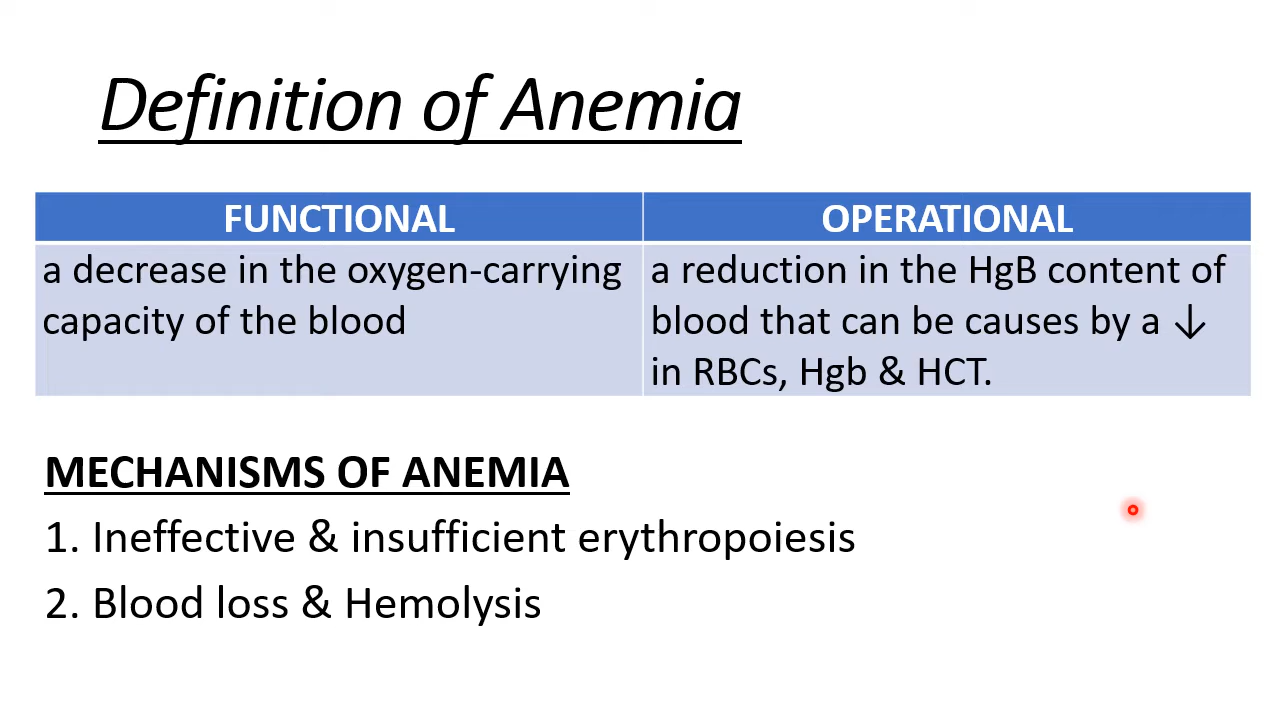 Definition of Anemia
FUNCTIONAL
a decrease in the oxygen-carrying
capacity of the blood
OPERATIONAL
a reduction in the HgB content of
blood that can be causes by a ↓
in RBCs, Hgb & HCT.
MECHANISMS OF ANEMIA
1. Ineffective & insufficient erythropoiesis
2. Blood loss & Hemolysis